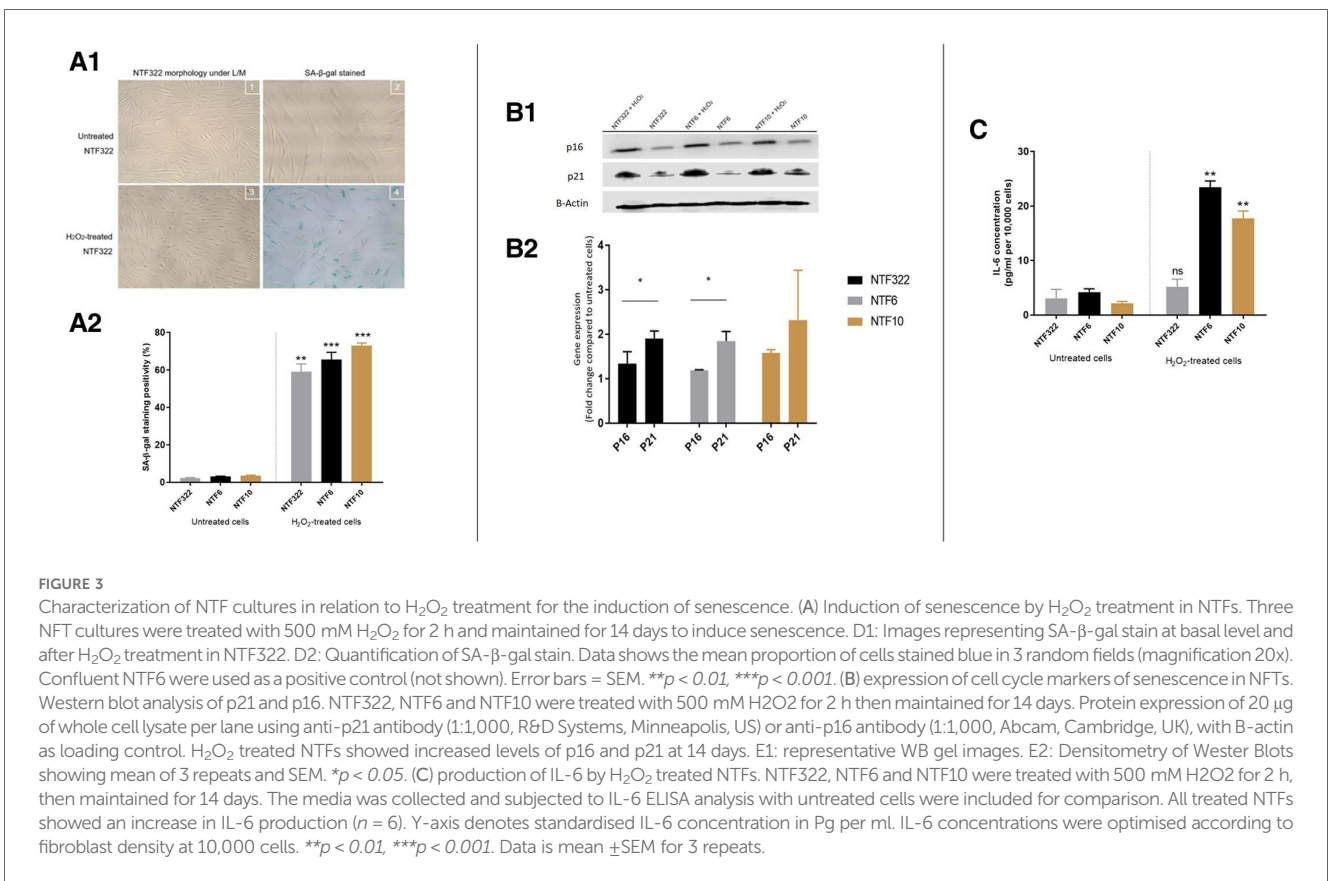 A1
NTF322 morphology under L/M
SA-β-gal stained
1
2
Untreated
NTF322
3
4
H₂O₂-treated
NTF322
A2
SA-β-gal staining positivity (%)
80
60
40
20
0
**
***
***
NTF322
NTF6
NTF10
NTF322
NTF6
NTF10
Untreated cells
H₂O₂-treated cells
B1
NTF322 + H₂O₂
NTF322
NTF6 + H₂O₂
NTF6
NTF10 + H₂O₂
NTF10
p16
p21
B-Actin
B2
Gene expression
(Fold change compared to untreated cells)
4
3
2
1
0
*
*
P16
P21
P16
P21
P16
P21
NTF322
NTF6
NTF10
C
IL-6 concentration
(pg/ml per 10,000 cells)
30
20
10
0
ns
**
**
NTF322
NTF6
NTF10
NTF322
NTF6
NTF10
Untreated cells
H₂O₂-treated cells
FIGURE 3
Characterization of NTF cultures in relation to H₂O₂ treatment for the induction of senescence. (A) Induction of senescence by H₂O₂ treatment in NTFs. Three
NFT cultures were treated with 500 mM H₂O₂ for 2 h and maintained for 14 days to induce senescence. D1: Images representing SA-β-gal stain at basal level and
after H₂O₂ treatment in NTF322. D2: Quantification of SA-β-gal stain. Data shows the mean proportion of cells stained blue in 3 random fields (magnification 20x).
Confluent NTF6 were used as a positive control (not shown). Error bars = SEM. **p < 0.01, ***p < 0.001. (B) expression of cell cycle markers of senescence in NFTs.
Western blot analysis of p21 and p16. NTF322, NTF6 and NTF10 were treated with 500 mM H2O2 for 2 h then maintained for 14 days. Protein expression of 20 μg
of whole cell lysate per lane using anti-p21 antibody (1:1,000, R&D Systems, Minneapolis, US) or anti-p16 antibody (1:1,000, Abcam, Cambridge, UK), with B-actin
as loading control. H₂O₂ treated NTFs showed increased levels of p16 and p21 at 14 days. E1: representative WB gel images. E2: Densitometry of Wester Blots
showing mean of 3 repeats and SEM. *p < 0.05. (C) production of IL-6 by H₂O₂ treated NTFs. NTF322, NTF6 and NTF10 were treated with 500 mM H2O2 for 2 h,
then maintained for 14 days. The media was collected and subjected to IL-6 ELISA analysis with untreated cells were included for comparison. All treated NTFs
showed an increase in IL-6 production (n = 6). Y-axis denotes standardised IL-6 concentration in Pg per ml. IL-6 concentrations were optimised according to
fibroblast density at 10,000 cells. **p < 0.01, ***p < 0.001. Data is mean ±SEM for 3 repeats.